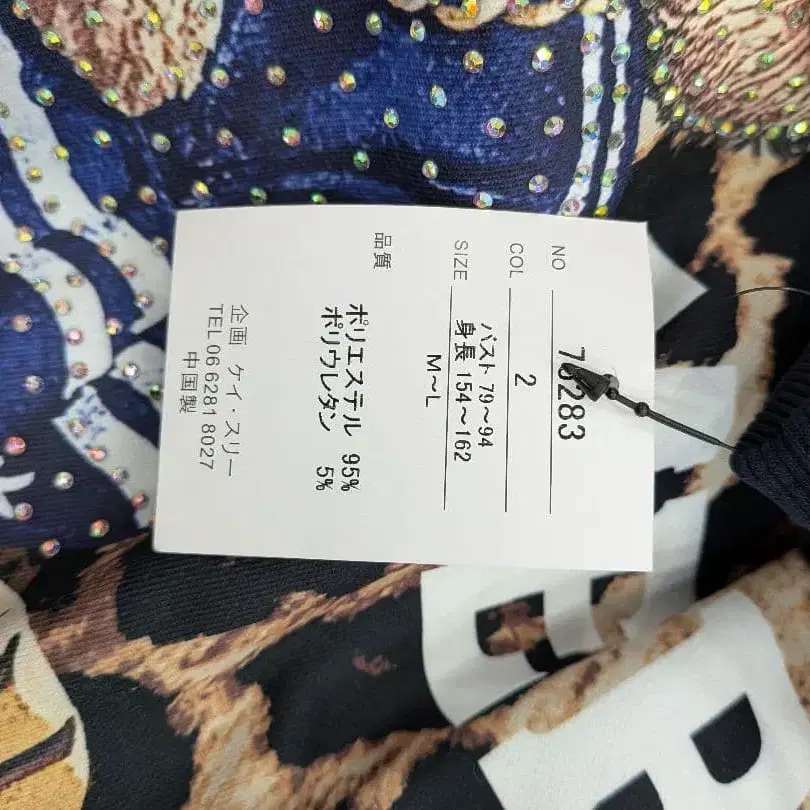 NO
COL 2
SIZE バスト 79～94
身長 154～162
M～L
品質
ポリエステル 95%
ポリウレタン 5%
企画 ケイ・スリー
TEL 06 6281 8027
中国製